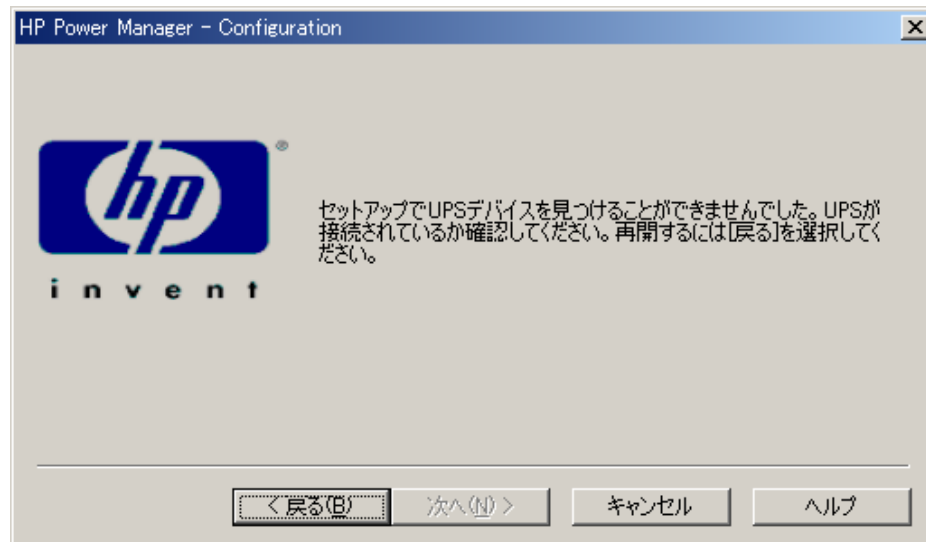 HP Power Manager - Configuration
hp
®
invent
セットアップでUPSデバイスを見つけることができませんでした。UPSが
接続されているか確認してください。再開するには[戻る]を選択してく
ださい。
< 戻る(B)
次へ(N) >
キャンセル
ヘルプ